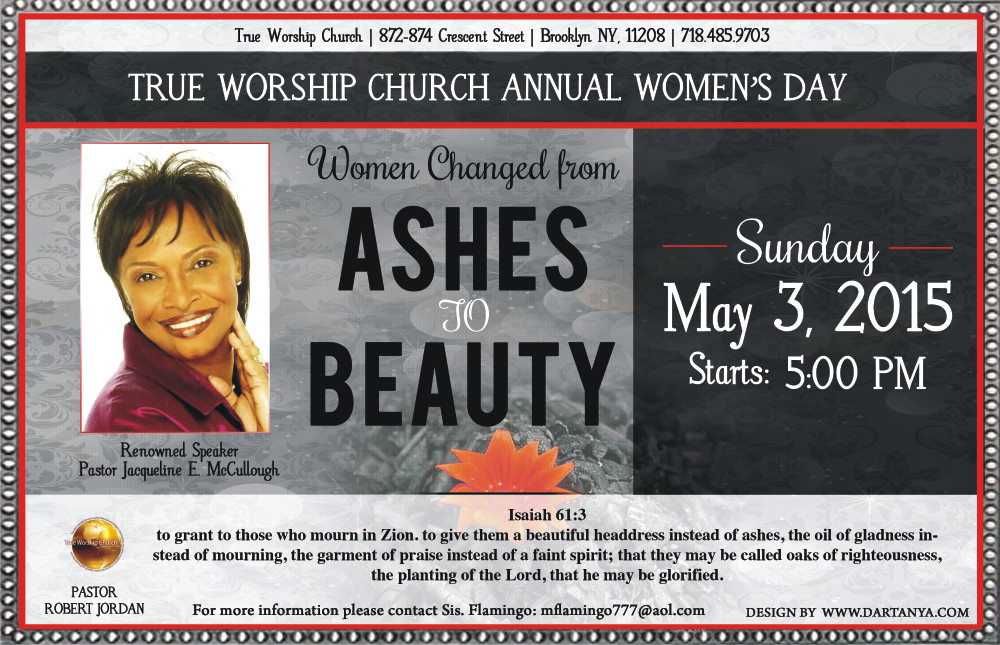 True Worship Church | 872-874 Crescent Street | Brooklyn NY, 11208 | 718.485.9703
TRUE WORSHIP CHURCH ANNUAL WOMEN'S DAY
Women Changed from
ASHES
TO
BEAUTY
Sunday
May 3, 2015
Starts: 5:00 PM
Renowned Speaker
Pastor Jacqueline E. McCullough
Isaiah 61:3
to grant to those who mourn in Zion. to give them a beautiful headdress instead of ashes, the oil of gladness in-
stead of mourning, the garment of praise instead of a faint spirit; that they may be called oaks of righteousness,
the planting of the Lord, that he may be glorified.
True Worship Church
PASTOR
ROBERT JORDAN
For more information please contact Sis. Flamingo: mflamingo777@aol.com
DESIGN BY WWW.DARTANYA.COM